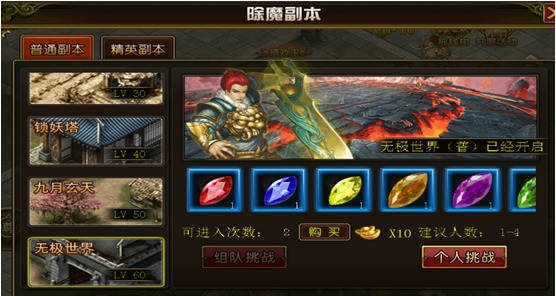 除魔副本
普通副本 精英副本
LV 30
锁妖塔
LV 40
九月玄天
LV 50
无极世界
LV 60
无极世界(普)已经开启
1 1 1 1 1
可进入次数: 2 购买 X10 建议人数: 1-4
组队挑战 个人挑战